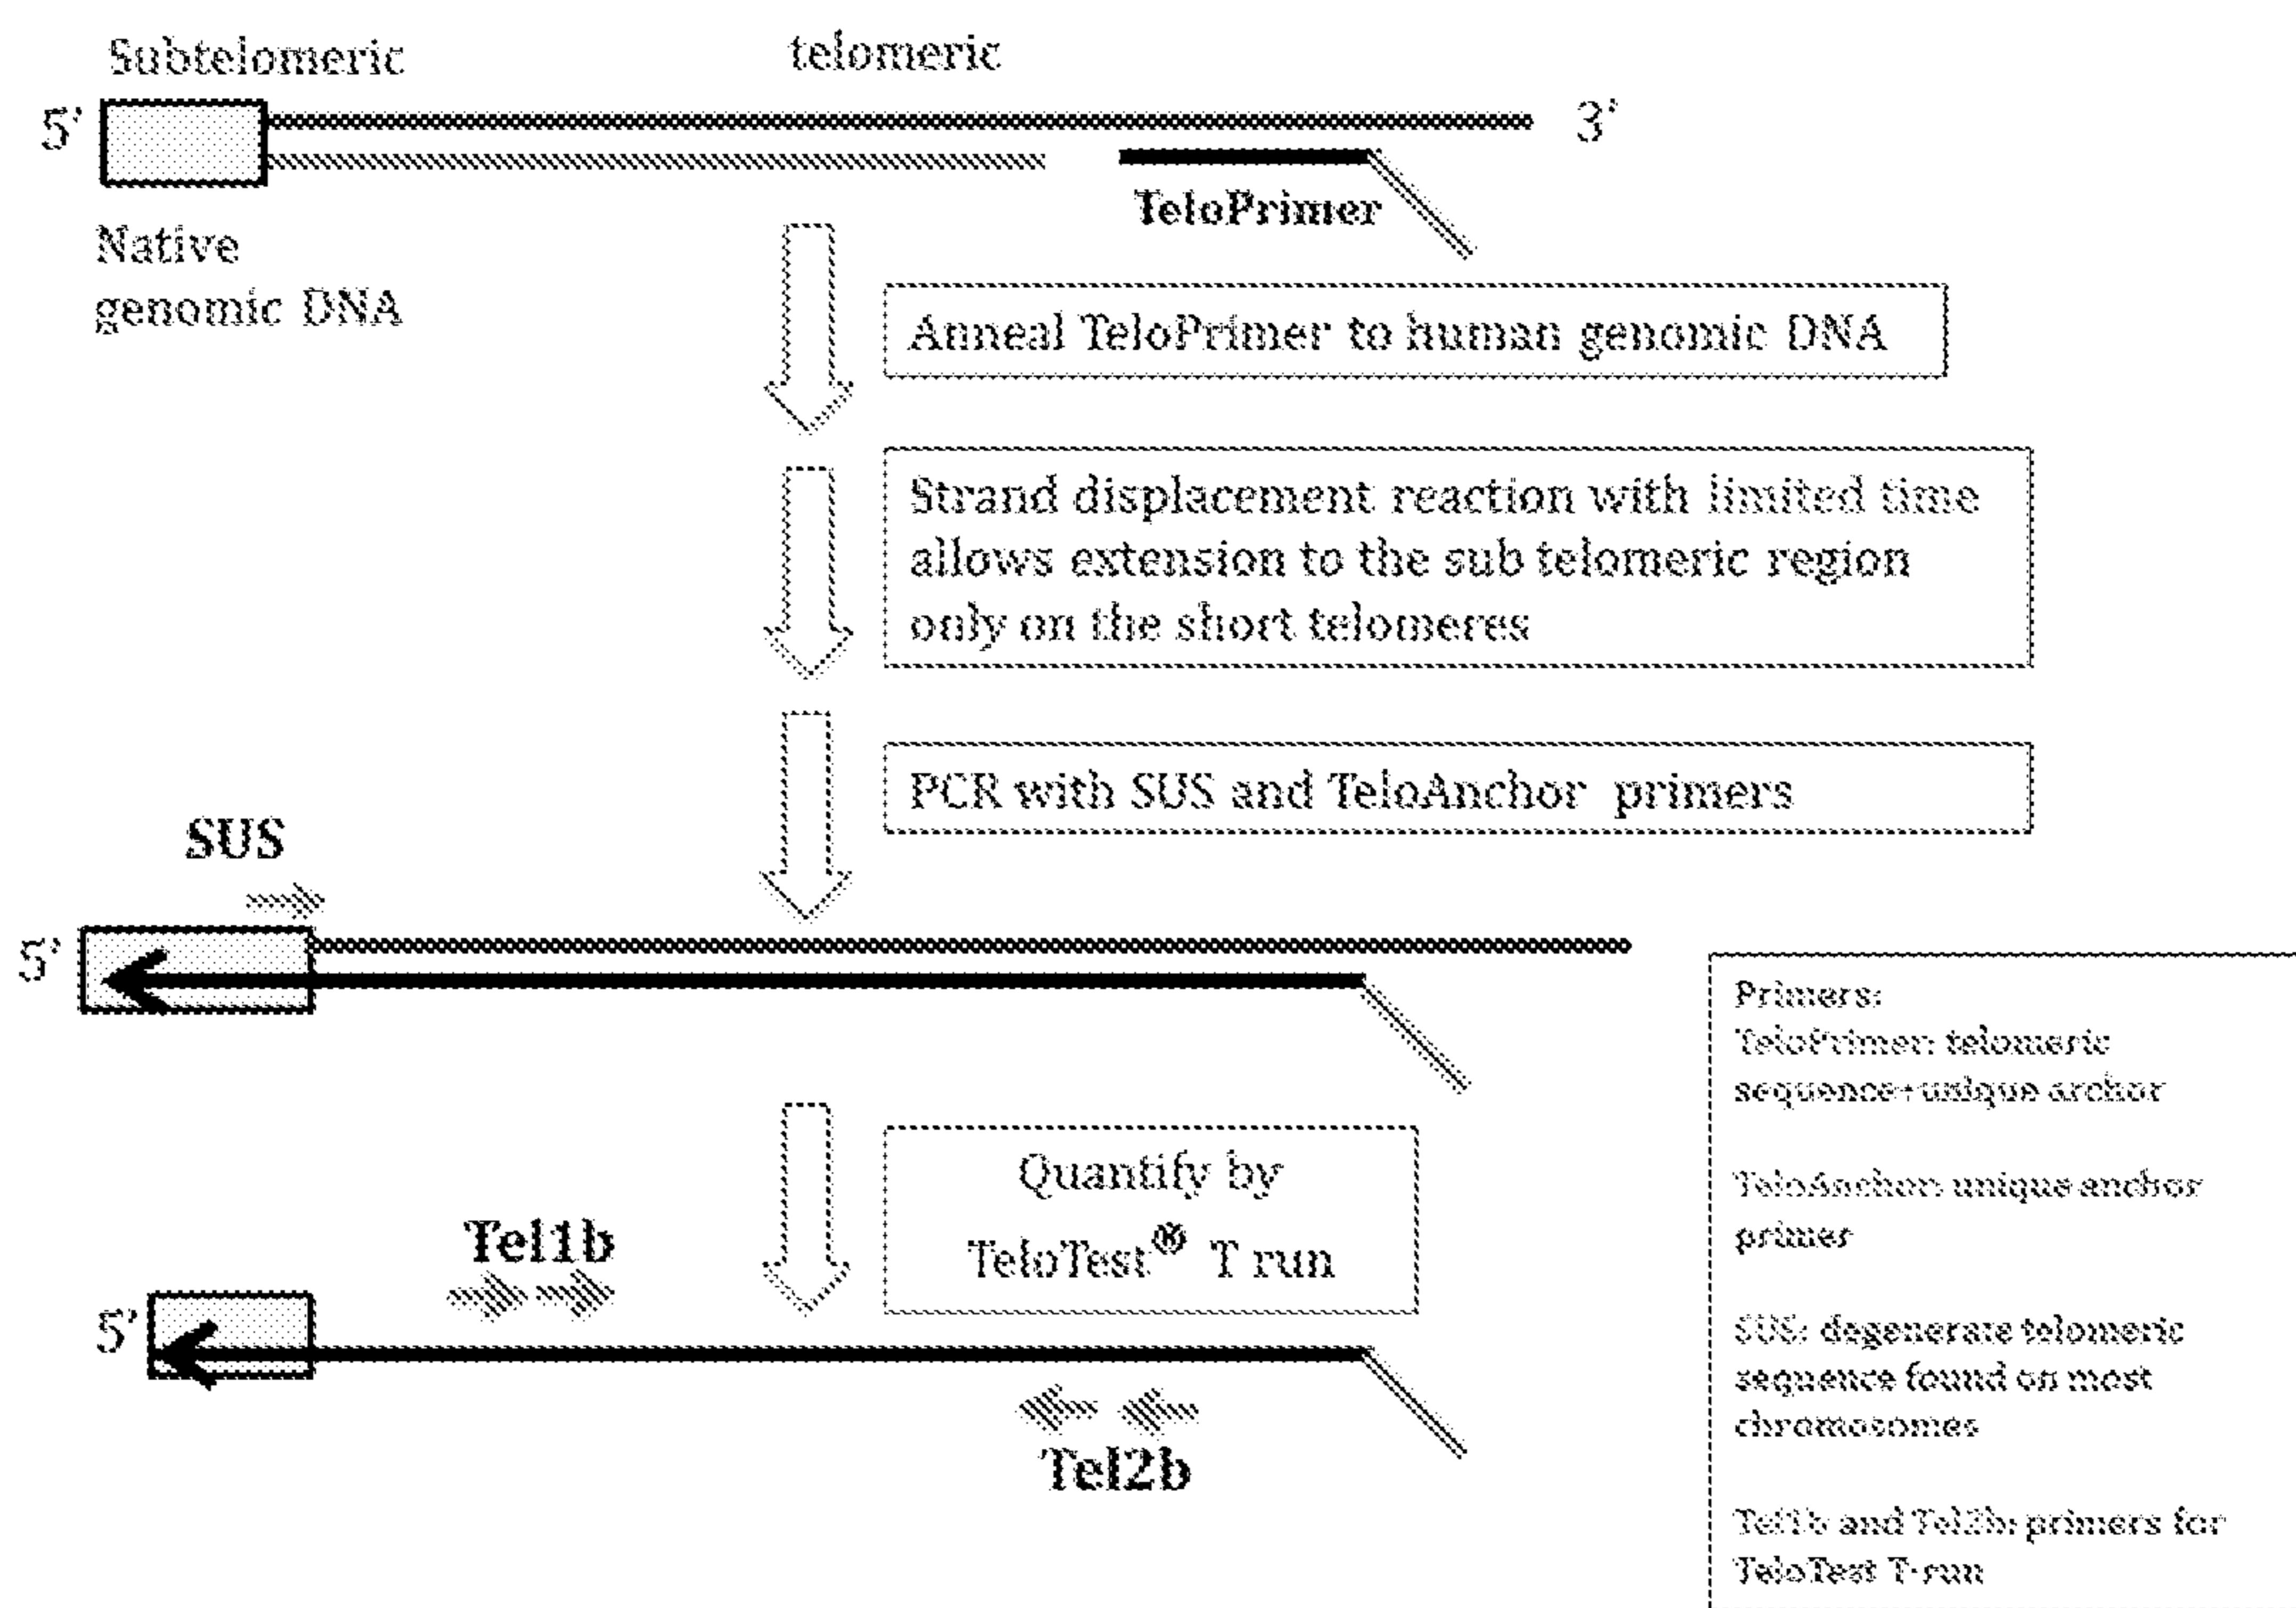 Subtelomeric
telomeric
5'
3'
TeloPrimer
Native
genomic DNA
Anneal TeloPrimer to human genomic DNA
Strand displacement reaction with limited time
allows extension to the sub telomeric region
only on the short telomeres
PCR with SUS and TeloAnchor primers
SUS
5'
Quantify by
TeloTest® T run
Tel1b
5'
Tel2b
Primers:
TeloPrimer: telomeric
sequence+unique archor
TeloAnchor: unique anchor
primer
SUS: degenerate telomeric
sequence found on most
chromosomes
Tel1b and Tel2b: primers for
TeloTest T-run